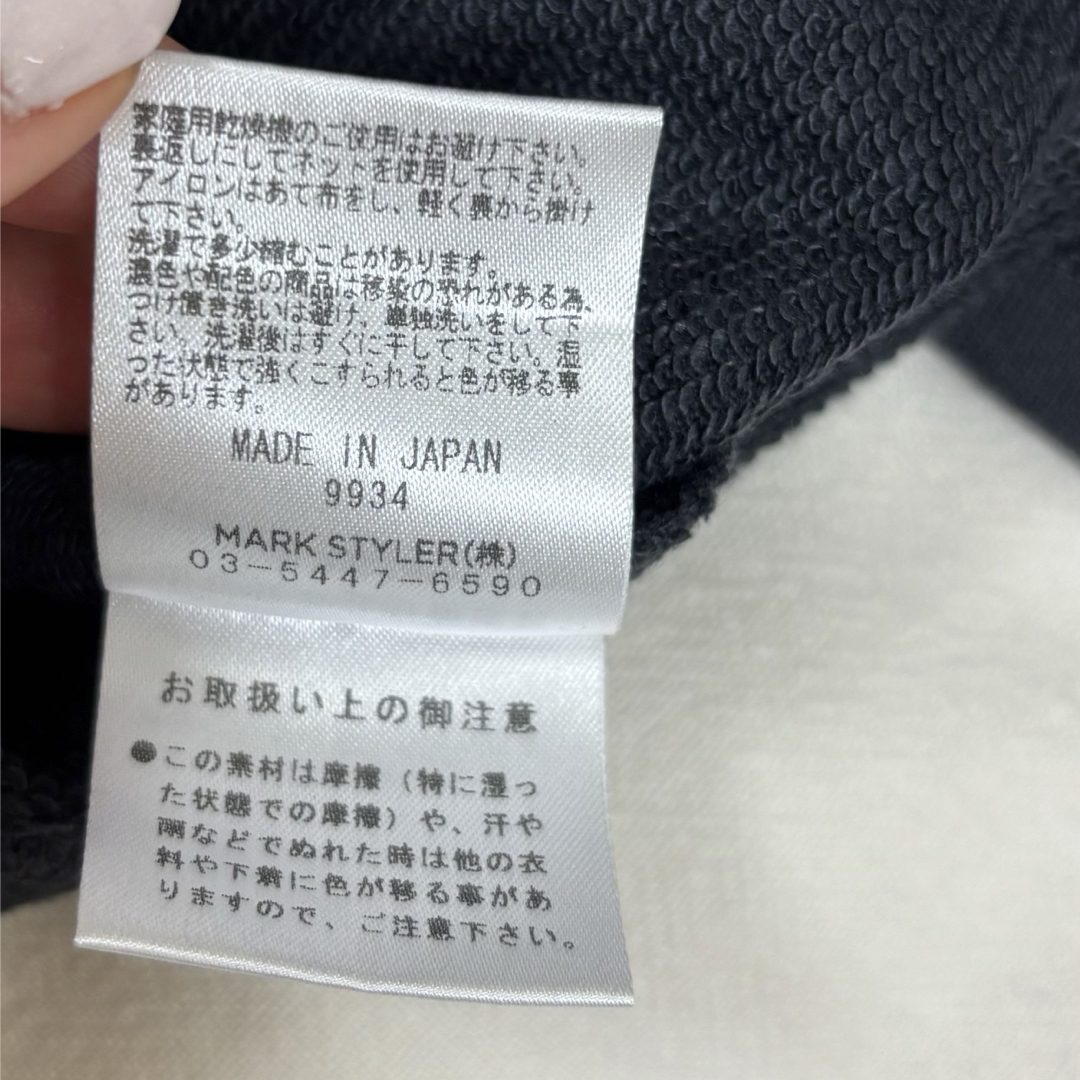 家庭用乾燥機のご使用はお避け下さい。
裏返しにしてネットを使用して下さい。
アイロンはあて布をし、軽く裏から掛け
て下さい。
洗濯で多少縮むことがあります。
濃色や配色の商品は移染の恐れがある為、
つけ置き洗いは避け、単独洗いをして下
さい。洗濯後はすぐに干して下さい。湿
った状態で強くこすられると色が移る事
があります。
MADE IN JAPAN
9934
MARK STYLER(株)
03-5447-6590
お取扱い上の御注意
●この素材は摩擦(特に湿っ
た状態での摩擦)や、汗や
雨などでぬれた時は他の衣
料や下着に色が移る事があ
りますので、ご注意下さい。